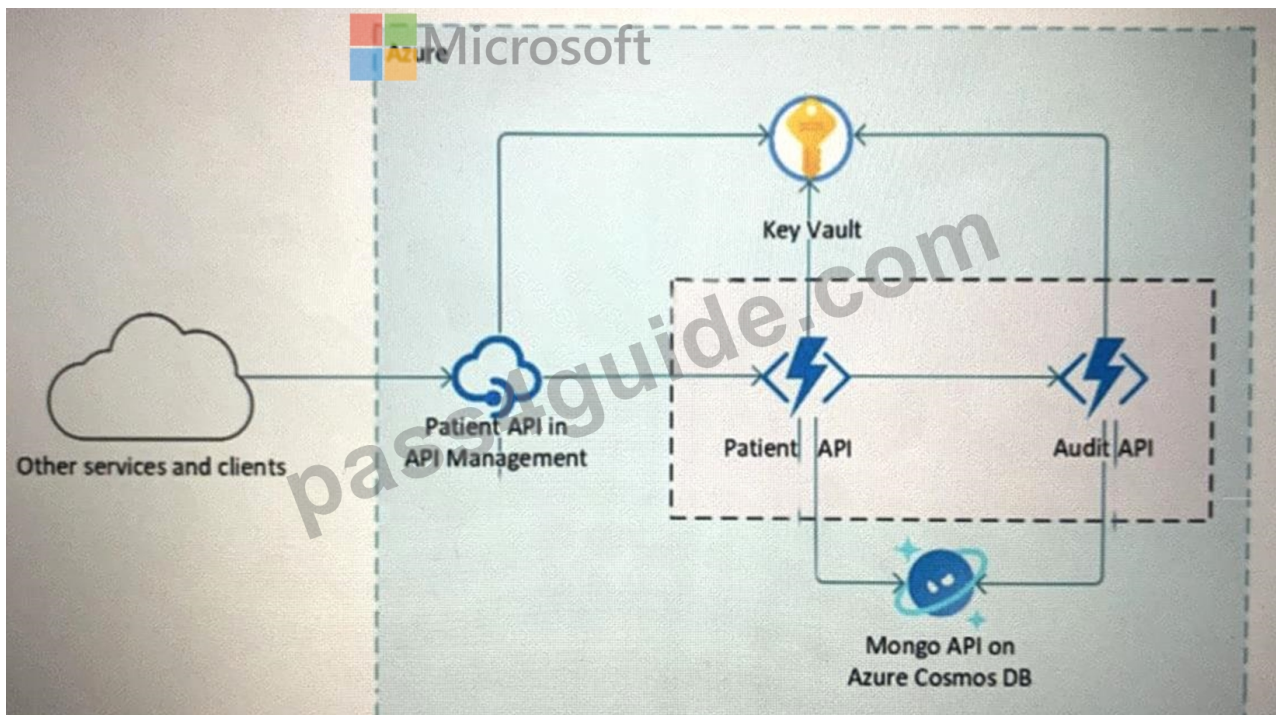 Microsoft
Azure
Key Vault
Patient API in
API Management
Other services and clients
Patient API
Audit API
Mongo API on
Azure Cosmos DB
pass4guide.com